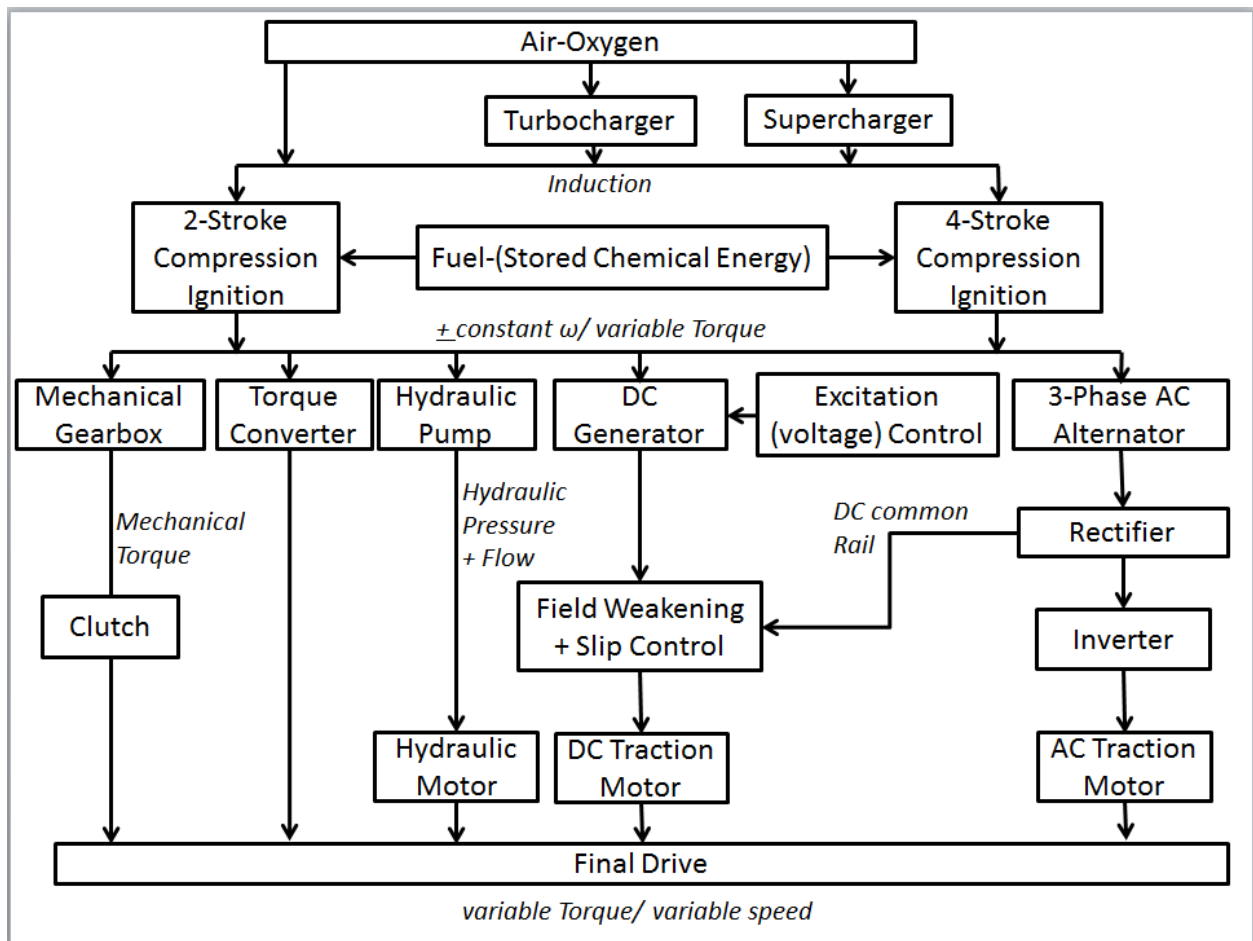 Air-Oxygen
Turbocharger
Supercharger
Induction
2-Stroke
Compression
Ignition
Fuel-(Stored Chemical Energy)
4-Stroke
Compression
Ignition
+ constant ω/ variable Torque
Mechanical
Gearbox
Torque
Converter
Hydraulic
Pump
DC
Generator
Excitation
(voltage) Control
3-Phase AC
Alternator
Mechanical
Torque
Hydraulic
Pressure
+ Flow
DC common
Rail
Rectifier
Clutch
Field Weakening
+ Slip Control
Inverter
Hydraulic
Motor
DC Traction
Motor
AC Traction
Motor
Final Drive
variable Torque/ variable speed